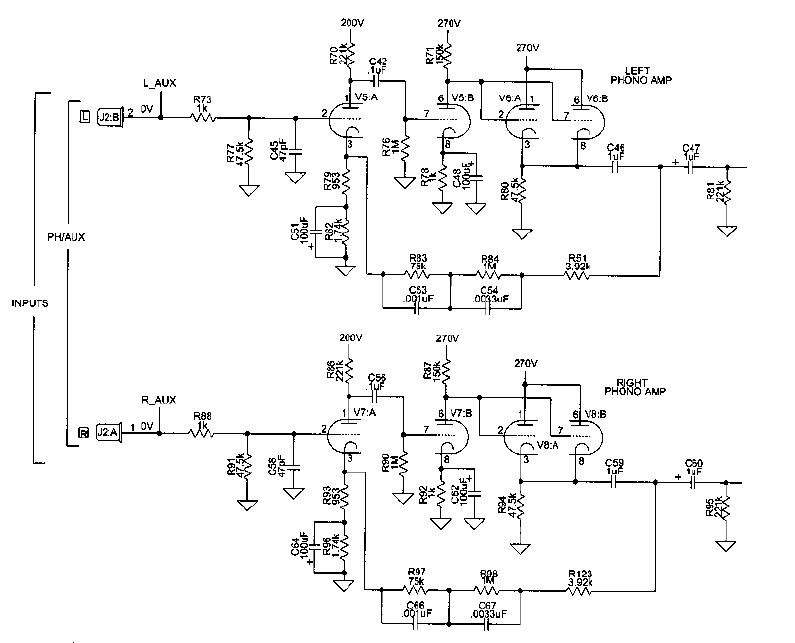 200V
270V
R70
221k
R71
150k
270V
C42
.1uF
LEFT
PHONO AMP
L_AUX
1 V5:A
6 V5:B
V6:A 1
6 V6:B
L J2:B 2 0V
R73
1k
2
7
2
7
3
8
3
8
R77
47.5k
C45
47pF
R76
1M
R78
1k
C48
100uF +
R79
953
R80
47.5k
C46
1uF
+ C47
1uF
R81
221k
C51
100uF
+
R82
1.74k
PH/AUX
INPUTS
R83
75k
R84
1M
R51
3.92k
C53
.001uF
C54
.0033uF
200V
270V
R86
221k
R87
150k
270V
C55
.1uF
RIGHT
PHONO AMP
R_AUX
1 V7:A
6 V7:B
1
V8:A
6 V8:B
R J2:A 1 0V
R88
1k
2
7
2
7
3
8
3
8
R91
47.5k
C58
47pF
R90
1M
R92
1k
C62
100uF +
R93
953
R94
47.5k
C59
1uF
+ C60
1uF
R95
221k
C64
100uF
+
R96
1.74k
R97
75k
R98
1M
R123
3.92k
C66
.001uF
C67
.0033uF